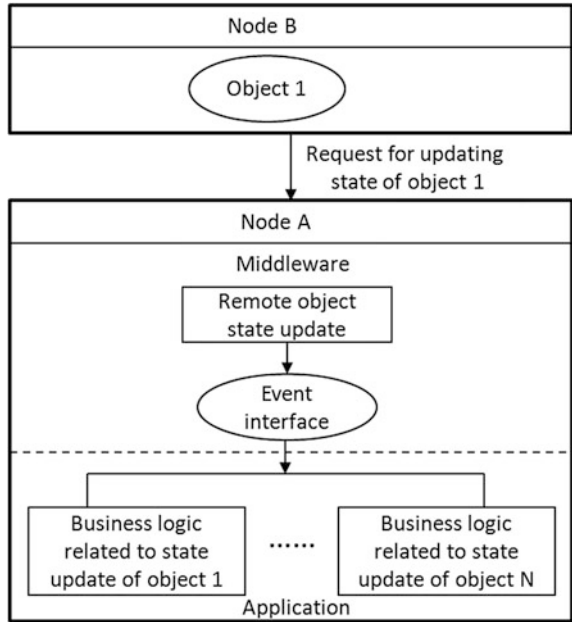 Node B
Object 1
Request for updating
state of object 1
Node A
Middleware
Remote object
state update
Event
interface
Business logic
related to state
update of object 1
......
Business logic
related to state
update of object N
Application